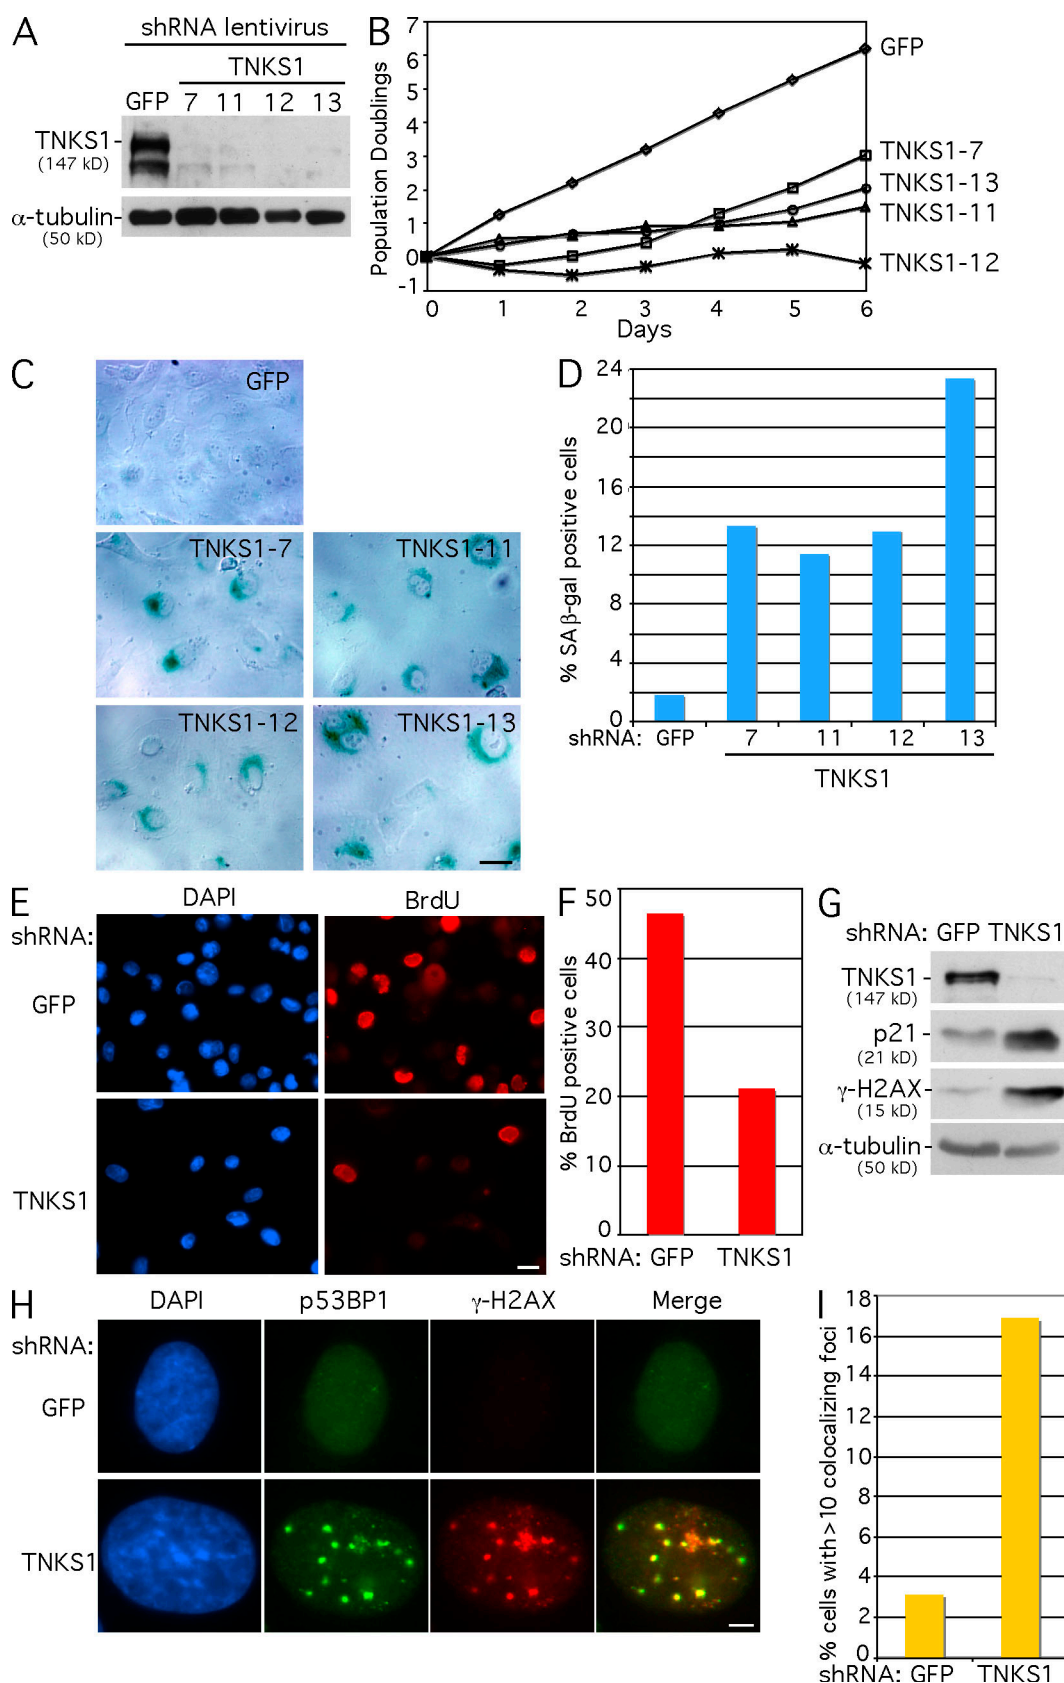 A
shRNA lentivirus
TNKS1
GFP 7 11 12 13
TNKS1
(147 kD)
α-tubulin
(50 kD)
B
Population Doublings
7
6
5
4
3
2
1
0
-1
0 1 2 3 4 5 6
Days
GFP
TNKS1-7
TNKS1-13
TNKS1-11
TNKS1-12
C
GFP
TNKS1-7
TNKS1-11
TNKS1-12
TNKS1-13
D
% SA β-gal positive cells
24
20
16
12
8
4
0
shRNA: GFP 7 11 12 13
TNKS1
E
DAPI BrdU
shRNA:
GFP
TNKS1
F
% BrdU positive cells
50
40
30
20
10
0
shRNA: GFP TNKS1
G
shRNA: GFP TNKS1
TNKS1
(147 kD)
p21
(21 kD)
γ-H2AX
(15 kD)
α-tubulin
(50 kD)
H
DAPI p53BP1 γ-H2AX Merge
shRNA:
GFP
TNKS1
I
% cells with >10 colocalizing foci
18
16
14
12
10
8
6
4
2
0
shRNA: GFP TNKS1